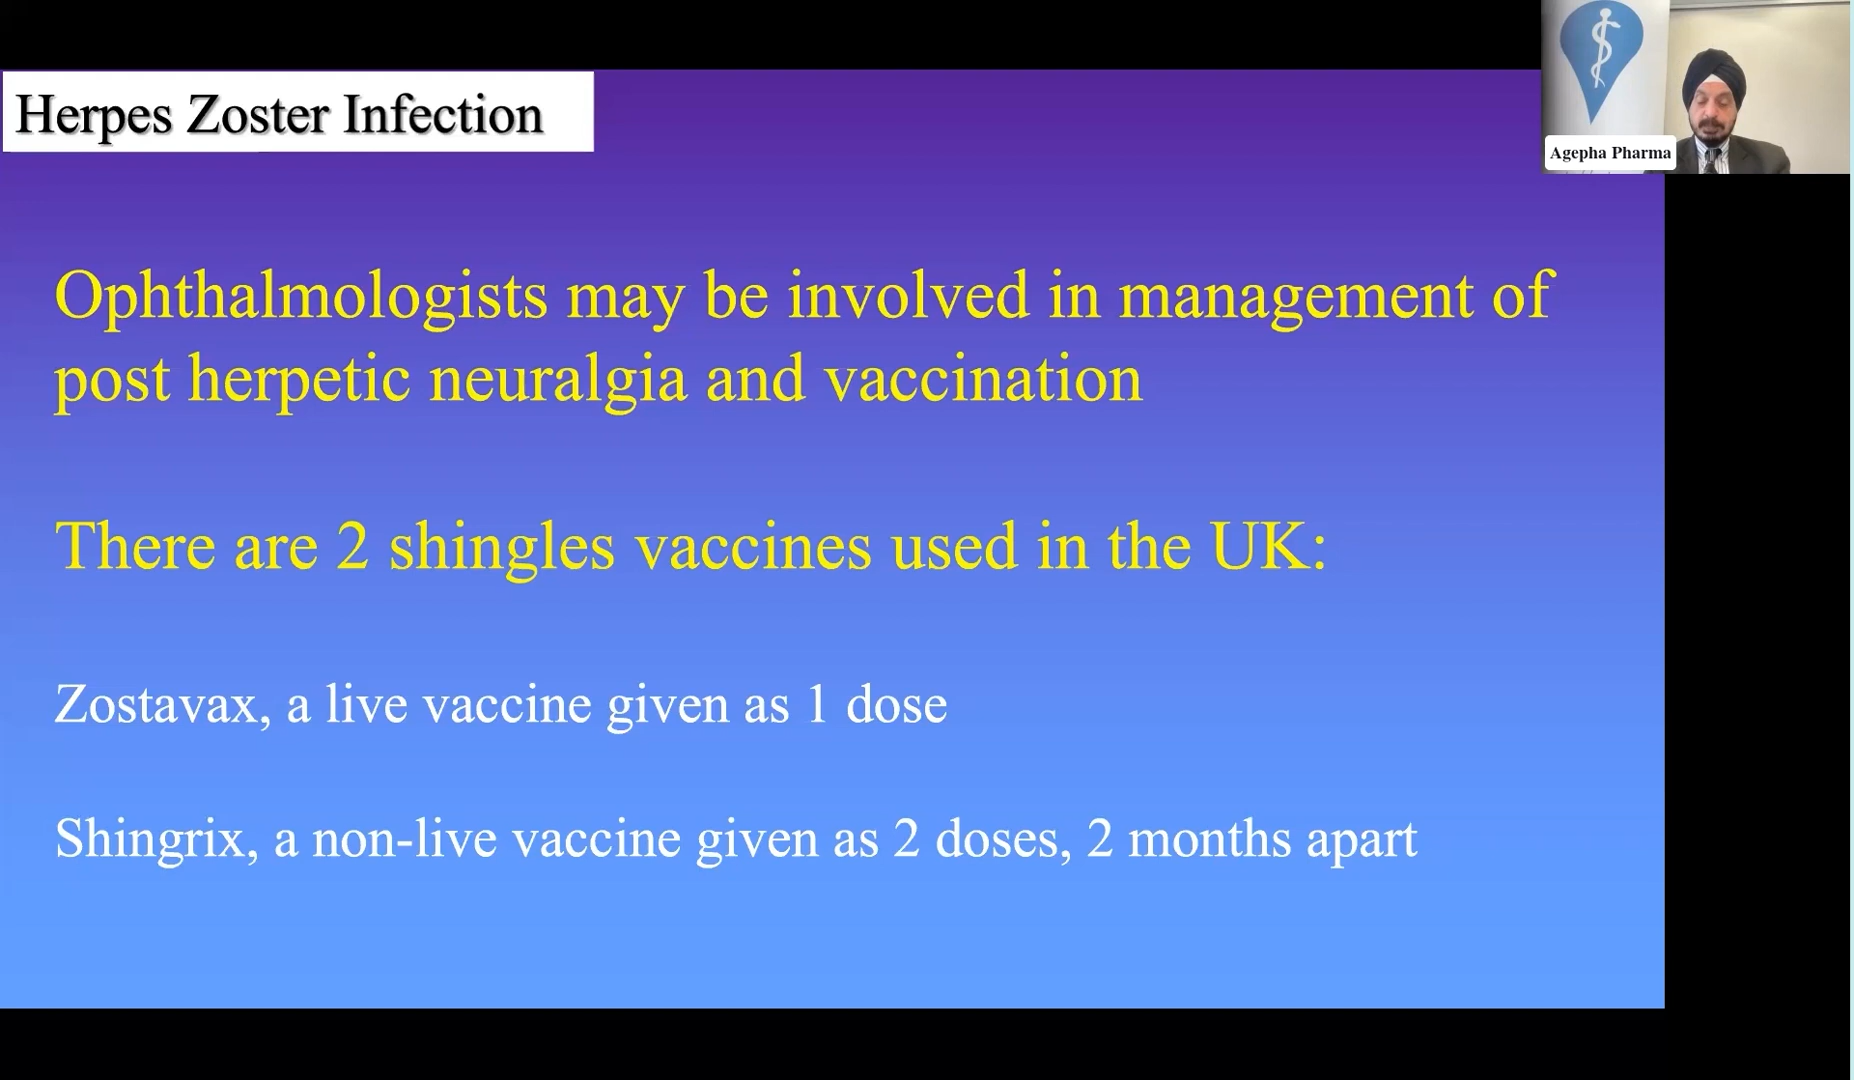 Herpes Zoster Infection
Agepha Pharma
Ophthalmologists may be involved in management of
post herpetic neuralgia and vaccination
There are 2 shingles vaccines used in the UK:
Zostavax, a live vaccine given as 1 dose
Shingrix, a non-live vaccine given as 2 doses, 2 months apart